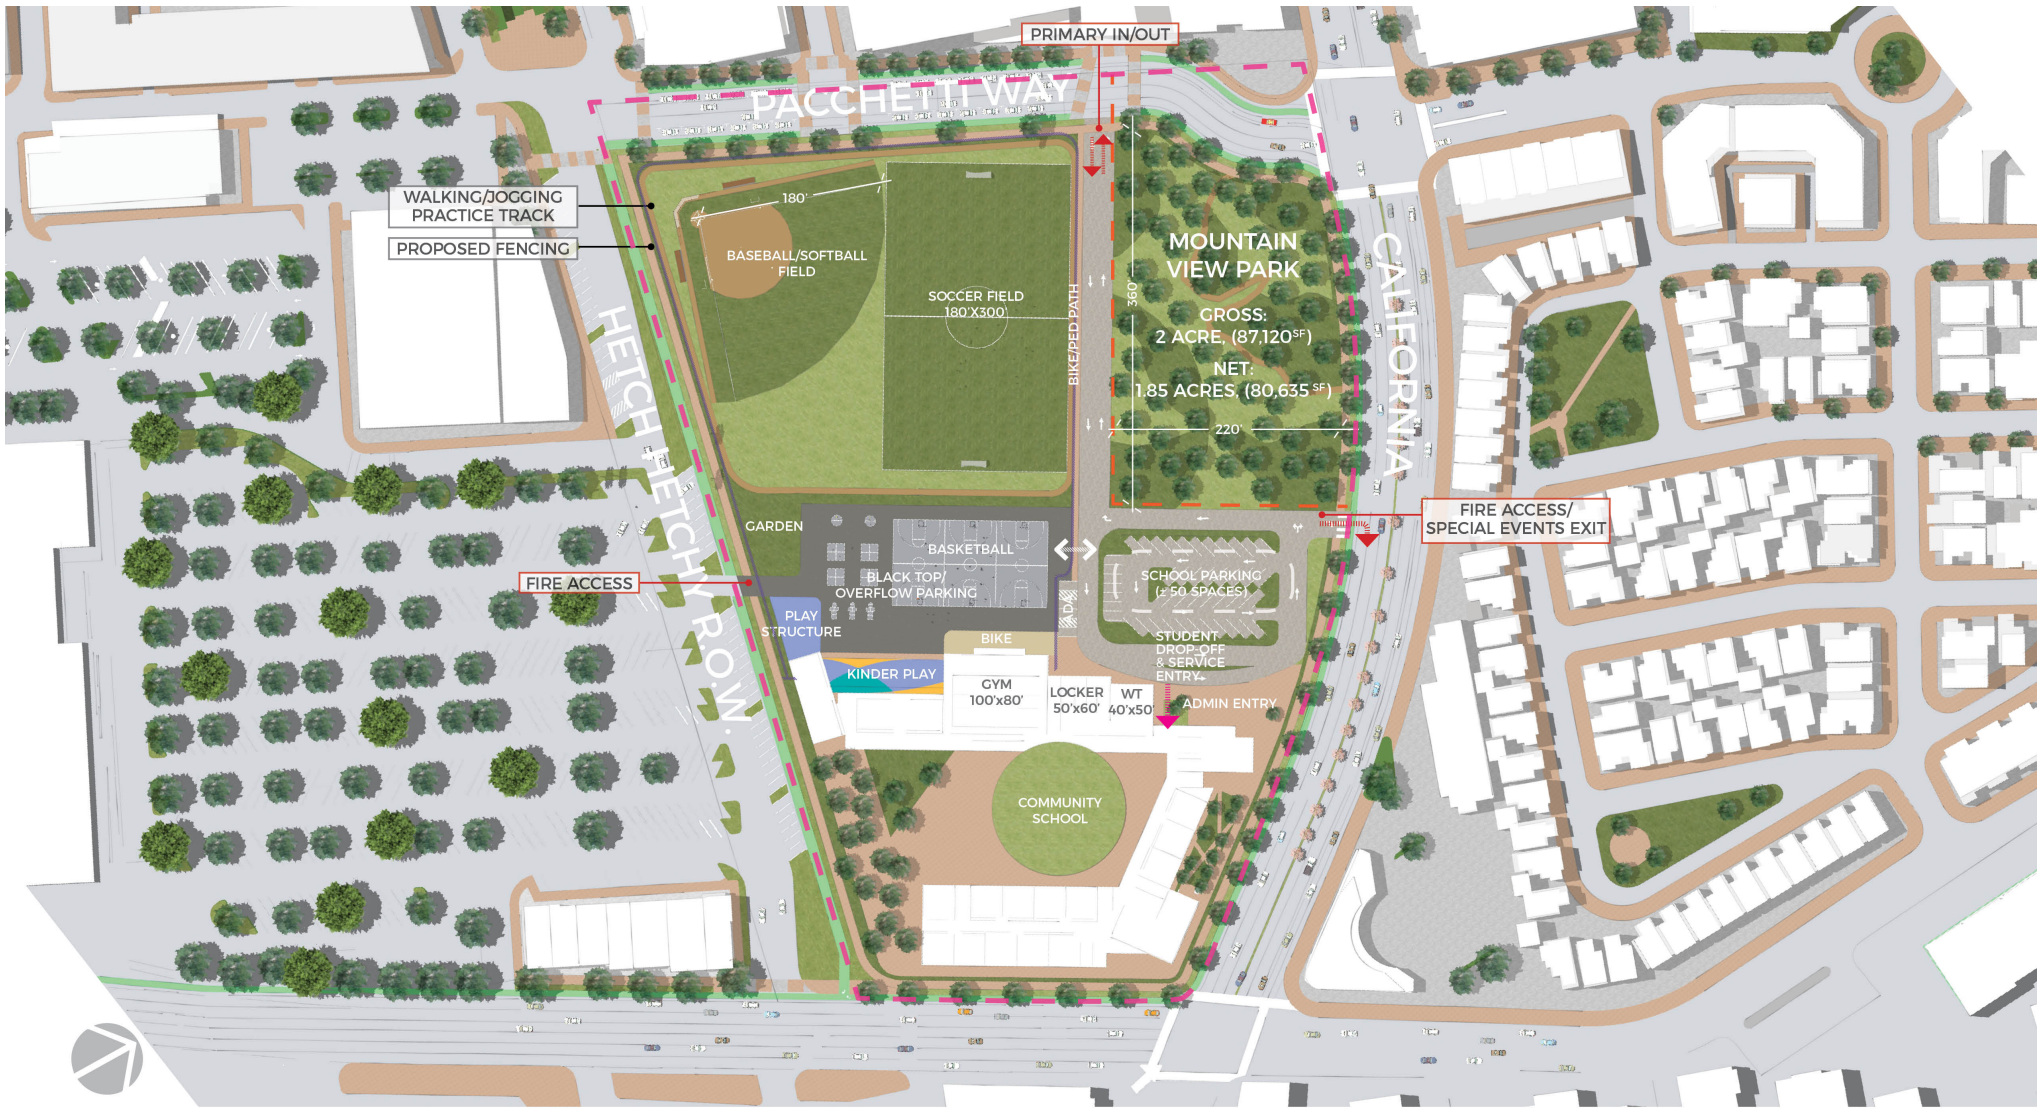 PRIMARY IN/OUT
PACCHETTI WAY
WALKING/JOGGING
PRACTICE TRACK
PROPOSED FENCING
180'
BASEBALL/SOFTBALL
FIELD
SOCCER FIELD
180'X300'
BIKE/PED PATH
360'
MOUNTAIN
VIEW PARK
GROSS:
2 ACRE, (87,120SF)
NET:
1.85 ACRES, (80,635 SF)
220'
CALIFORNIA
HETCH HETCHY R.O.W.
FIRE ACCESS/
SPECIAL EVENTS EXIT
GARDEN
BASKETBALL
BLACK TOP/
OVERFLOW PARKING
FIRE ACCESS
SCHOOL PARKING
(± 50 SPACES)
ADA
PLAY
STRUCTURE
BIKE
STUDENT
DROP-OFF
& SERVICE
ENTRY
KINDER PLAY
GYM
100'x80'
LOCKER
50'x60'
WT
40'x50'
ADMIN ENTRY
COMMUNITY
SCHOOL